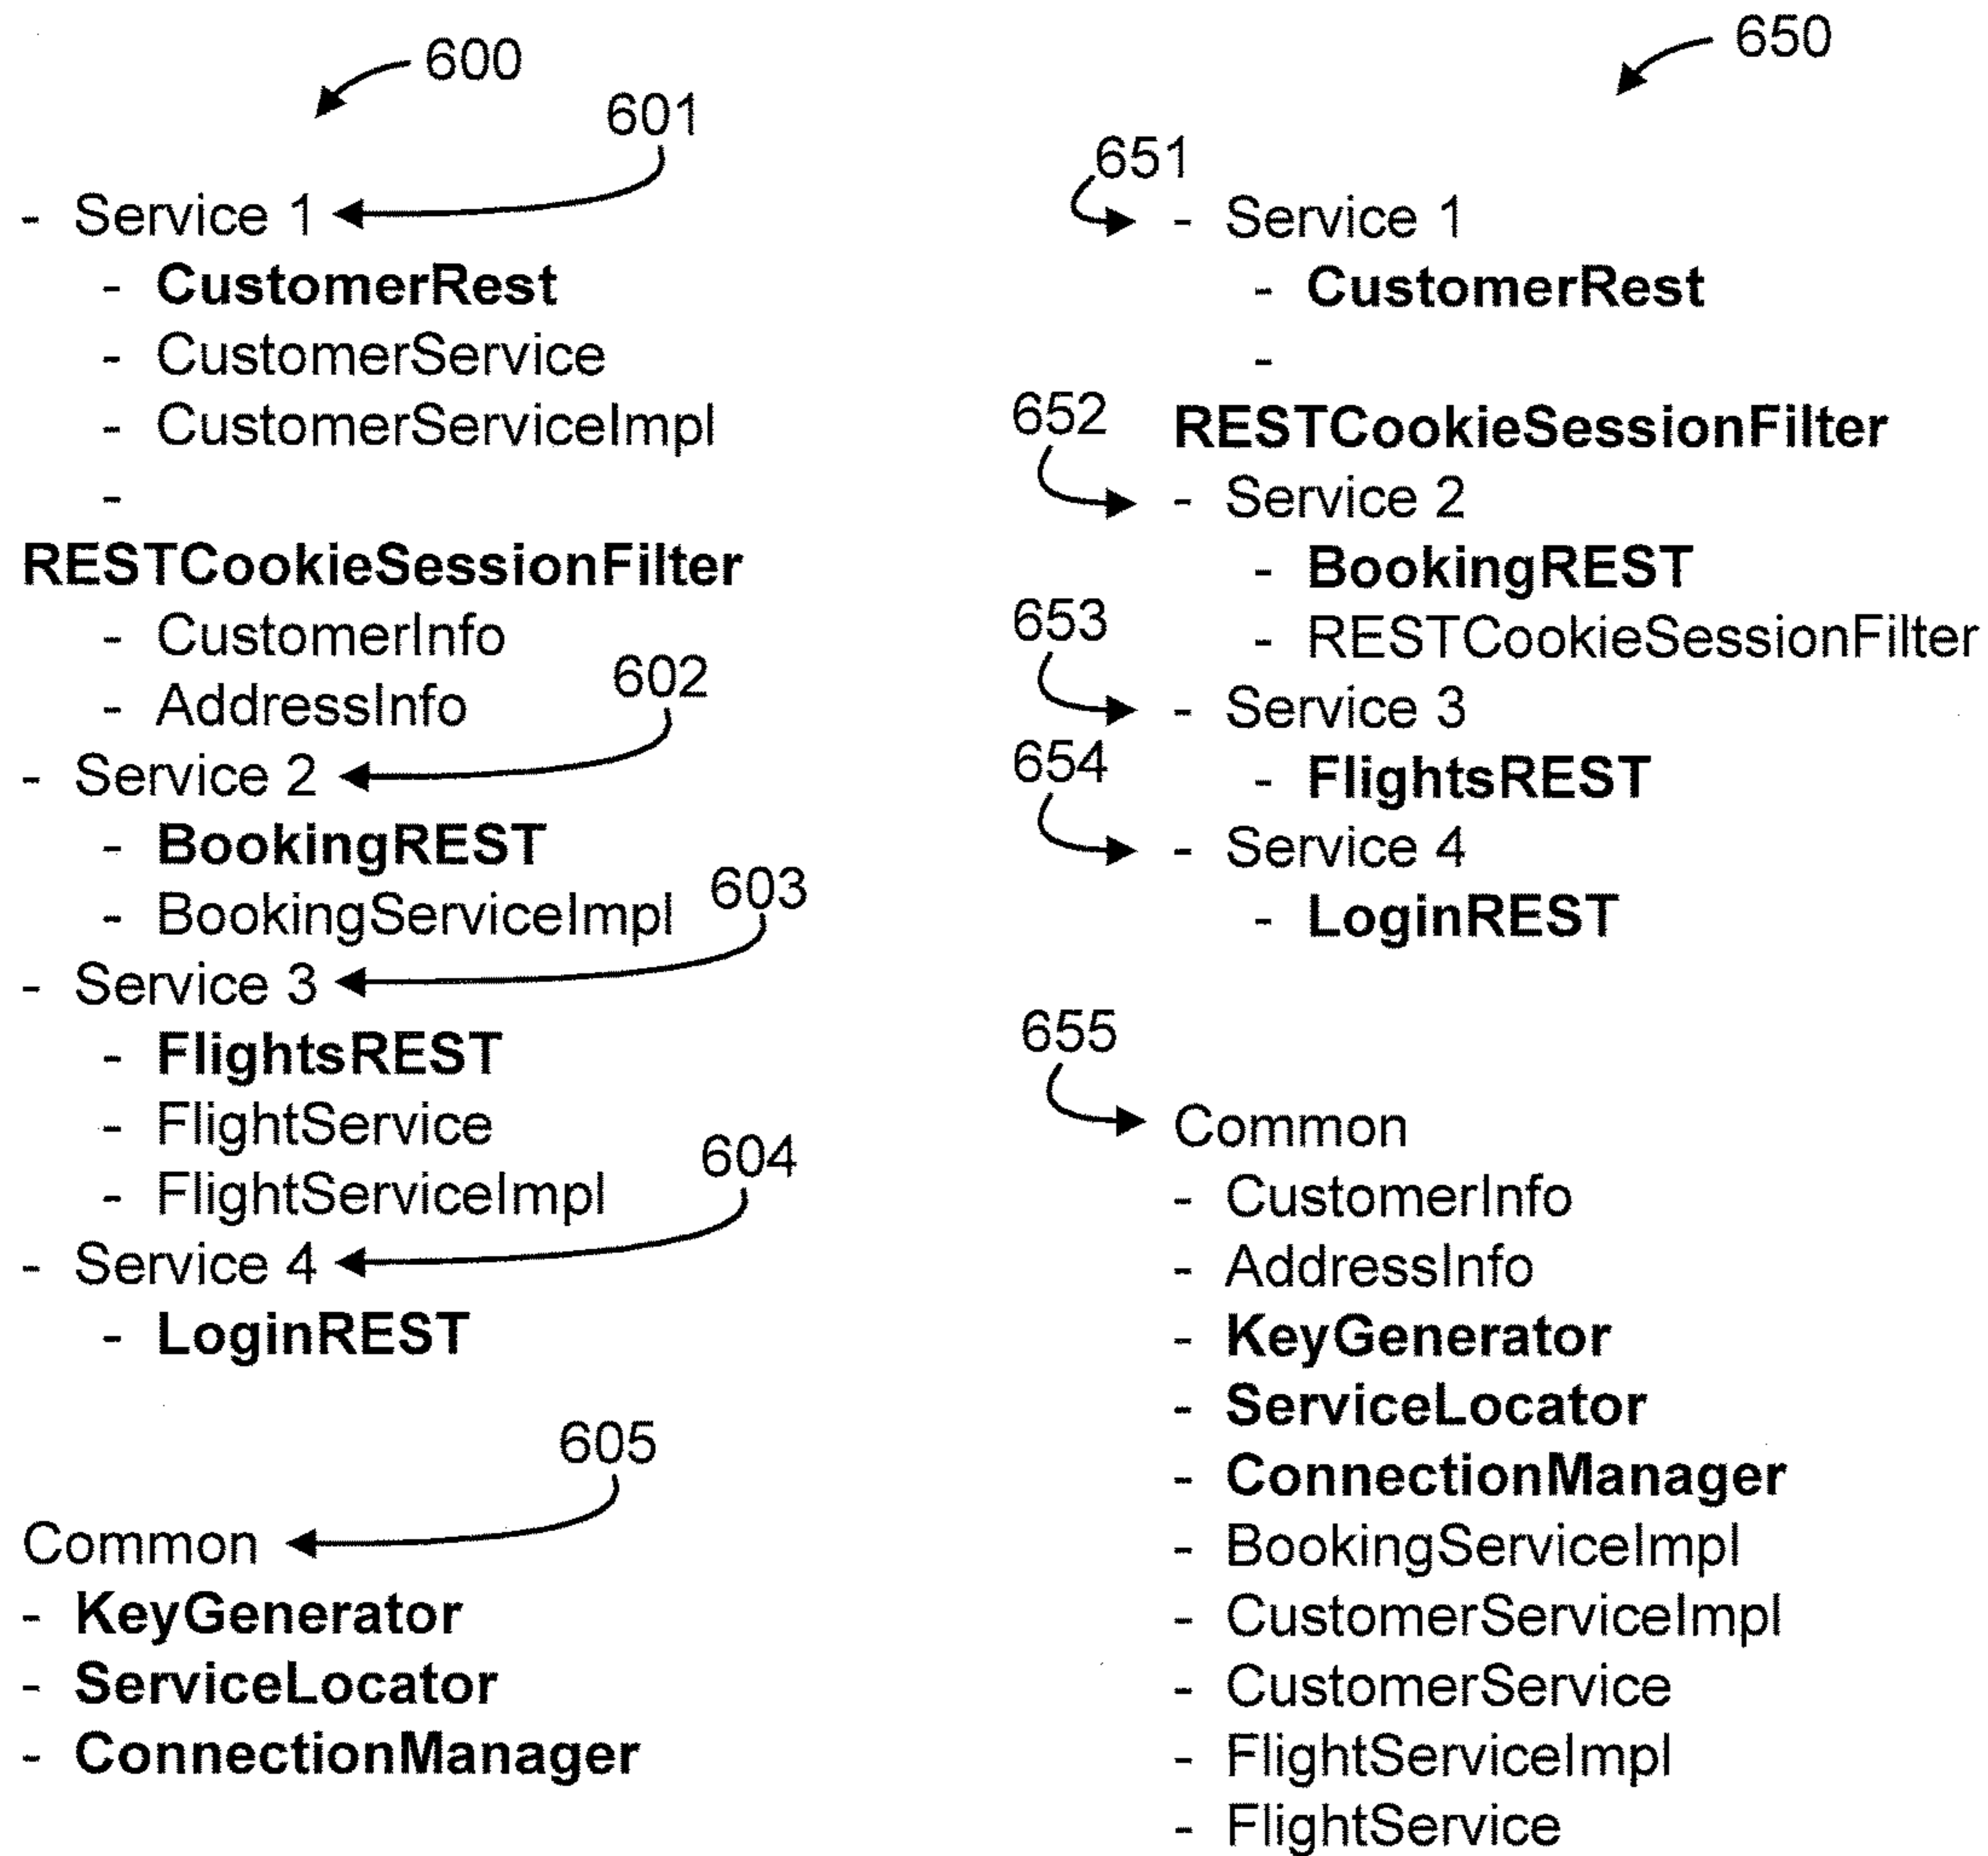 600
601
- Service 1
- CustomerRest
- CustomerService
- CustomerServiceImpl
-
RESTCookieSessionFilter
- CustomerInfo
- AddressInfo
602
- Service 2
- BookingREST
- BookingServiceImpl
603
- Service 3
- FlightsREST
- FlightService
- FlightServiceImpl
604
- Service 4
- LoginREST
605
Common
- KeyGenerator
- ServiceLocator
- ConnectionManager
650
651
- Service 1
- CustomerRest
-
652
RESTCookieSessionFilter
- Service 2
- BookingREST
653
- RESTCookieSessionFilter
- Service 3
654
- FlightsREST
- Service 4
- LoginREST
655
Common
- CustomerInfo
- AddressInfo
- KeyGenerator
- ServiceLocator
- ConnectionManager
- BookingServiceImpl
- CustomerServiceImpl
- CustomerService
- FlightServiceImpl
- FlightService